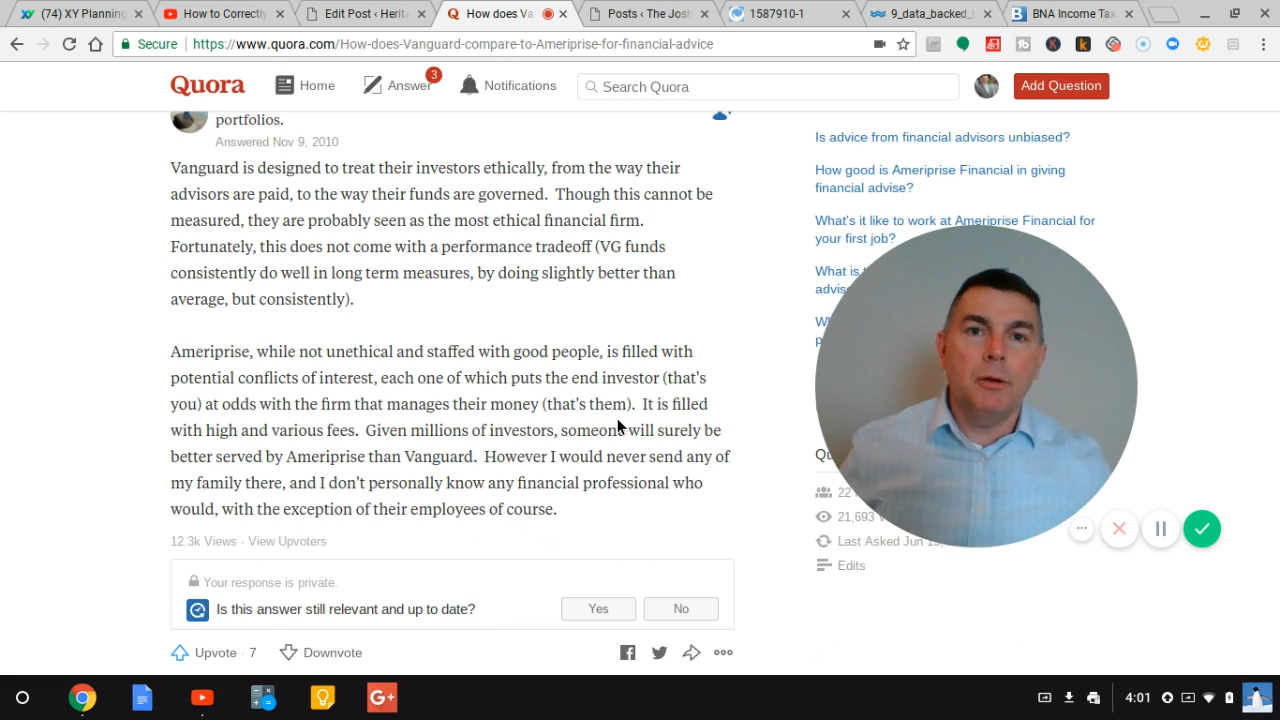 (74) XY Planning
How to Correctly
Edit Post ‹ Herita
How does Va
Posts ‹ The Josh
1587910-1
9_data_backed_
BNA Income Tax
Secure
https://www.quora.com/How-does-Vanguard-compare-to-Ameriprise-for-financial-advice
Quora
Home
Answer
3
Notifications
Search Quora
Add Question
portfolios.
Answered Nov 9, 2010
Vanguard is designed to treat their investors ethically, from the way their
advisors are paid, to the way their funds are governed.  Though this cannot be
measured, they are probably seen as the most ethical financial firm.
Fortunately, this does not come with a performance tradeoff (VG funds
consistently do well in long term measures, by doing slightly better than
average, but consistently).
Ameriprise, while not unethical and staffed with good people, is filled with
potential conflicts of interest, each one of which puts the end investor (that's
you) at odds with the firm that manages their money (that's them).  It is filled
with high and various fees.  Given millions of investors, someone will surely be
better served by Ameriprise than Vanguard.  However I would never send any of
my family there, and I don't personally know any financial professional who
would, with the exception of their employees of course.
12.3k Views · View Upvoters
Your response is private.
Is this answer still relevant and up to date?
Yes
No
Upvote · 7
Downvote
Is advice from financial advisors unbiased?
How good is Ameriprise Financial in giving
financial advise?
What's it like to work at Ameriprise Financial for
your first job?
What is
advis
Qu
22
21,693 V
Last Asked Jun
Edits
4:01